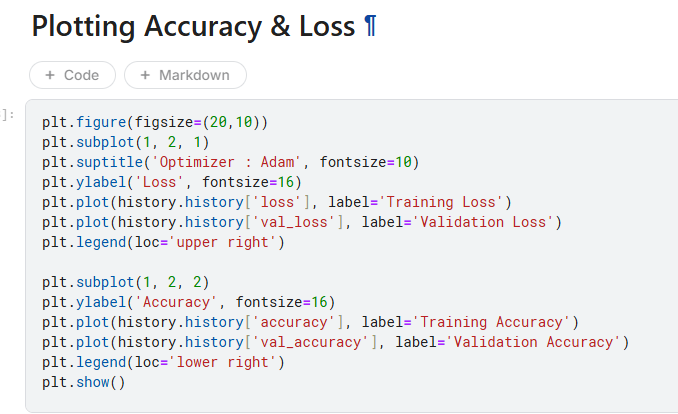 Plotting Accuracy & Loss ¶
+ Code + Markdown
]:
plt.figure(figsize=(20,10))
plt.subplot(1, 2, 1)
plt.suptitle('Optimizer : Adam', fontsize=10)
plt.ylabel('Loss', fontsize=16)
plt.plot(history.history['loss'], label='Training Loss')
plt.plot(history.history['val_loss'], label='Validation Loss')
plt.legend(loc='upper right')

plt.subplot(1, 2, 2)
plt.ylabel('Accuracy', fontsize=16)
plt.plot(history.history['accuracy'], label='Training Accuracy')
plt.plot(history.history['val_accuracy'], label='Validation Accuracy')
plt.legend(loc='lower right')
plt.show()